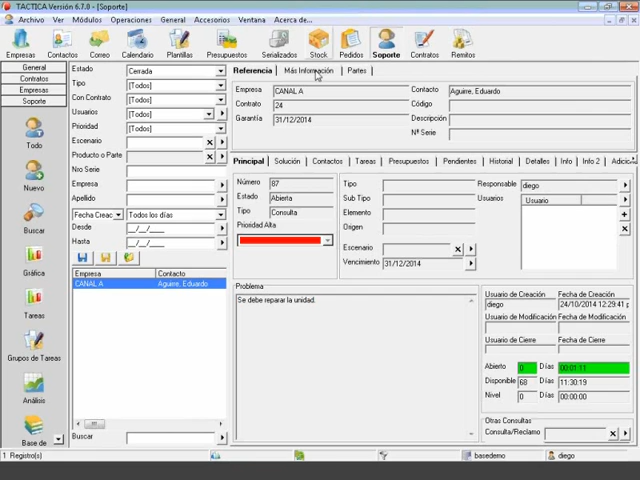 TACTICA Versión 6.7.0 - [Soporte]
Archivo Ver Módulos Operaciones General Accesorios Ventana Acerca de...
Empresas Contactos Correo Calendario Plantillas Presupuestos Serializados Stock Pedidos Soporte Contratos Remitos
General
Contratos
Empresas
Soporte
Todo
Nuevo
Buscar
Gráfica
Tareas
Grupos de Tareas
Análisis
Base de
Estado Cerrada
Tipo [Todos]
Con Contrato [Todos]
Usuarios [Todos]
Prioridad [Todos]
Escenario
Producto o Parte
Nro Serie
Empresa
Apellido
Fecha Creac Todos los días
Desde __/__/____
Hasta __/__/____
Empresa Contacto
CANAL A Aguirre, Eduardo
Buscar
Referencia Más Información Partes
Empresa CANAL A Contacto Aguirre, Eduardo
Contrato 24 Código
Garantía 31/12/2014 Descripción
Nº Serie
Principal Solución Contactos Tareas Presupuestos Pendientes Historial Detalles Info Info 2 Adicio
Número 87
Estado Abierta
Tipo Consulta
Prioridad Alta
Tipo
Sub Tipo
Elemento
Origen
Escenario
Vencimiento 31/12/2014
Responsable diego
Usuarios Usuario
Problema
Se debe reparar la unidad.
Usuario de Creación Fecha de Creación
diego 24/10/2014 12:29:41 p
Usuario de Modificación Fecha de Modificación
Usuario de Cierre Fecha de Cierre
Abierto 0 Días 00:01:11
Disponible 68 Días 11:30:19
Nivel 0 Días 00:00:00
Otras Consultas
Consulta/Reclamo
1 Registro(s) basedemo diego